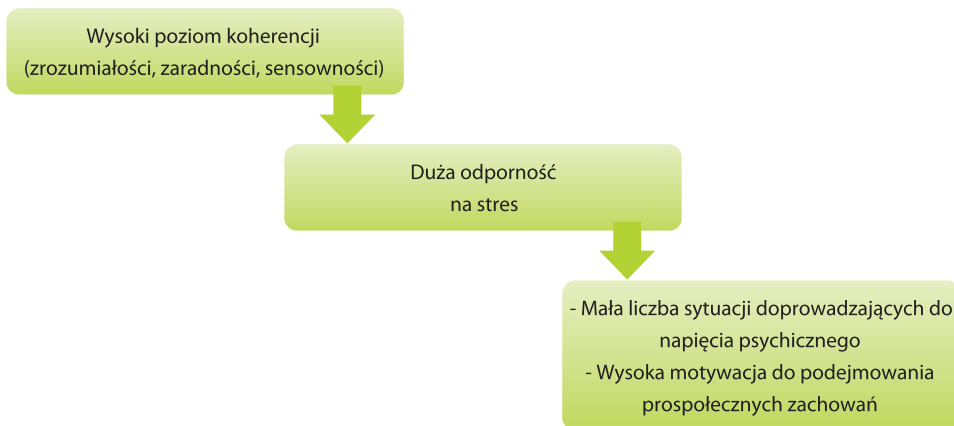 Wysoki poziom koherencji
(zrozumiałości, zaradności, sensowności)
Duża odporność
na stres
- Mała liczba sytuacji doprowadzających do
napięcia psychicznego
- Wysoka motywacja do podejmowania
prospołecznych zachowań